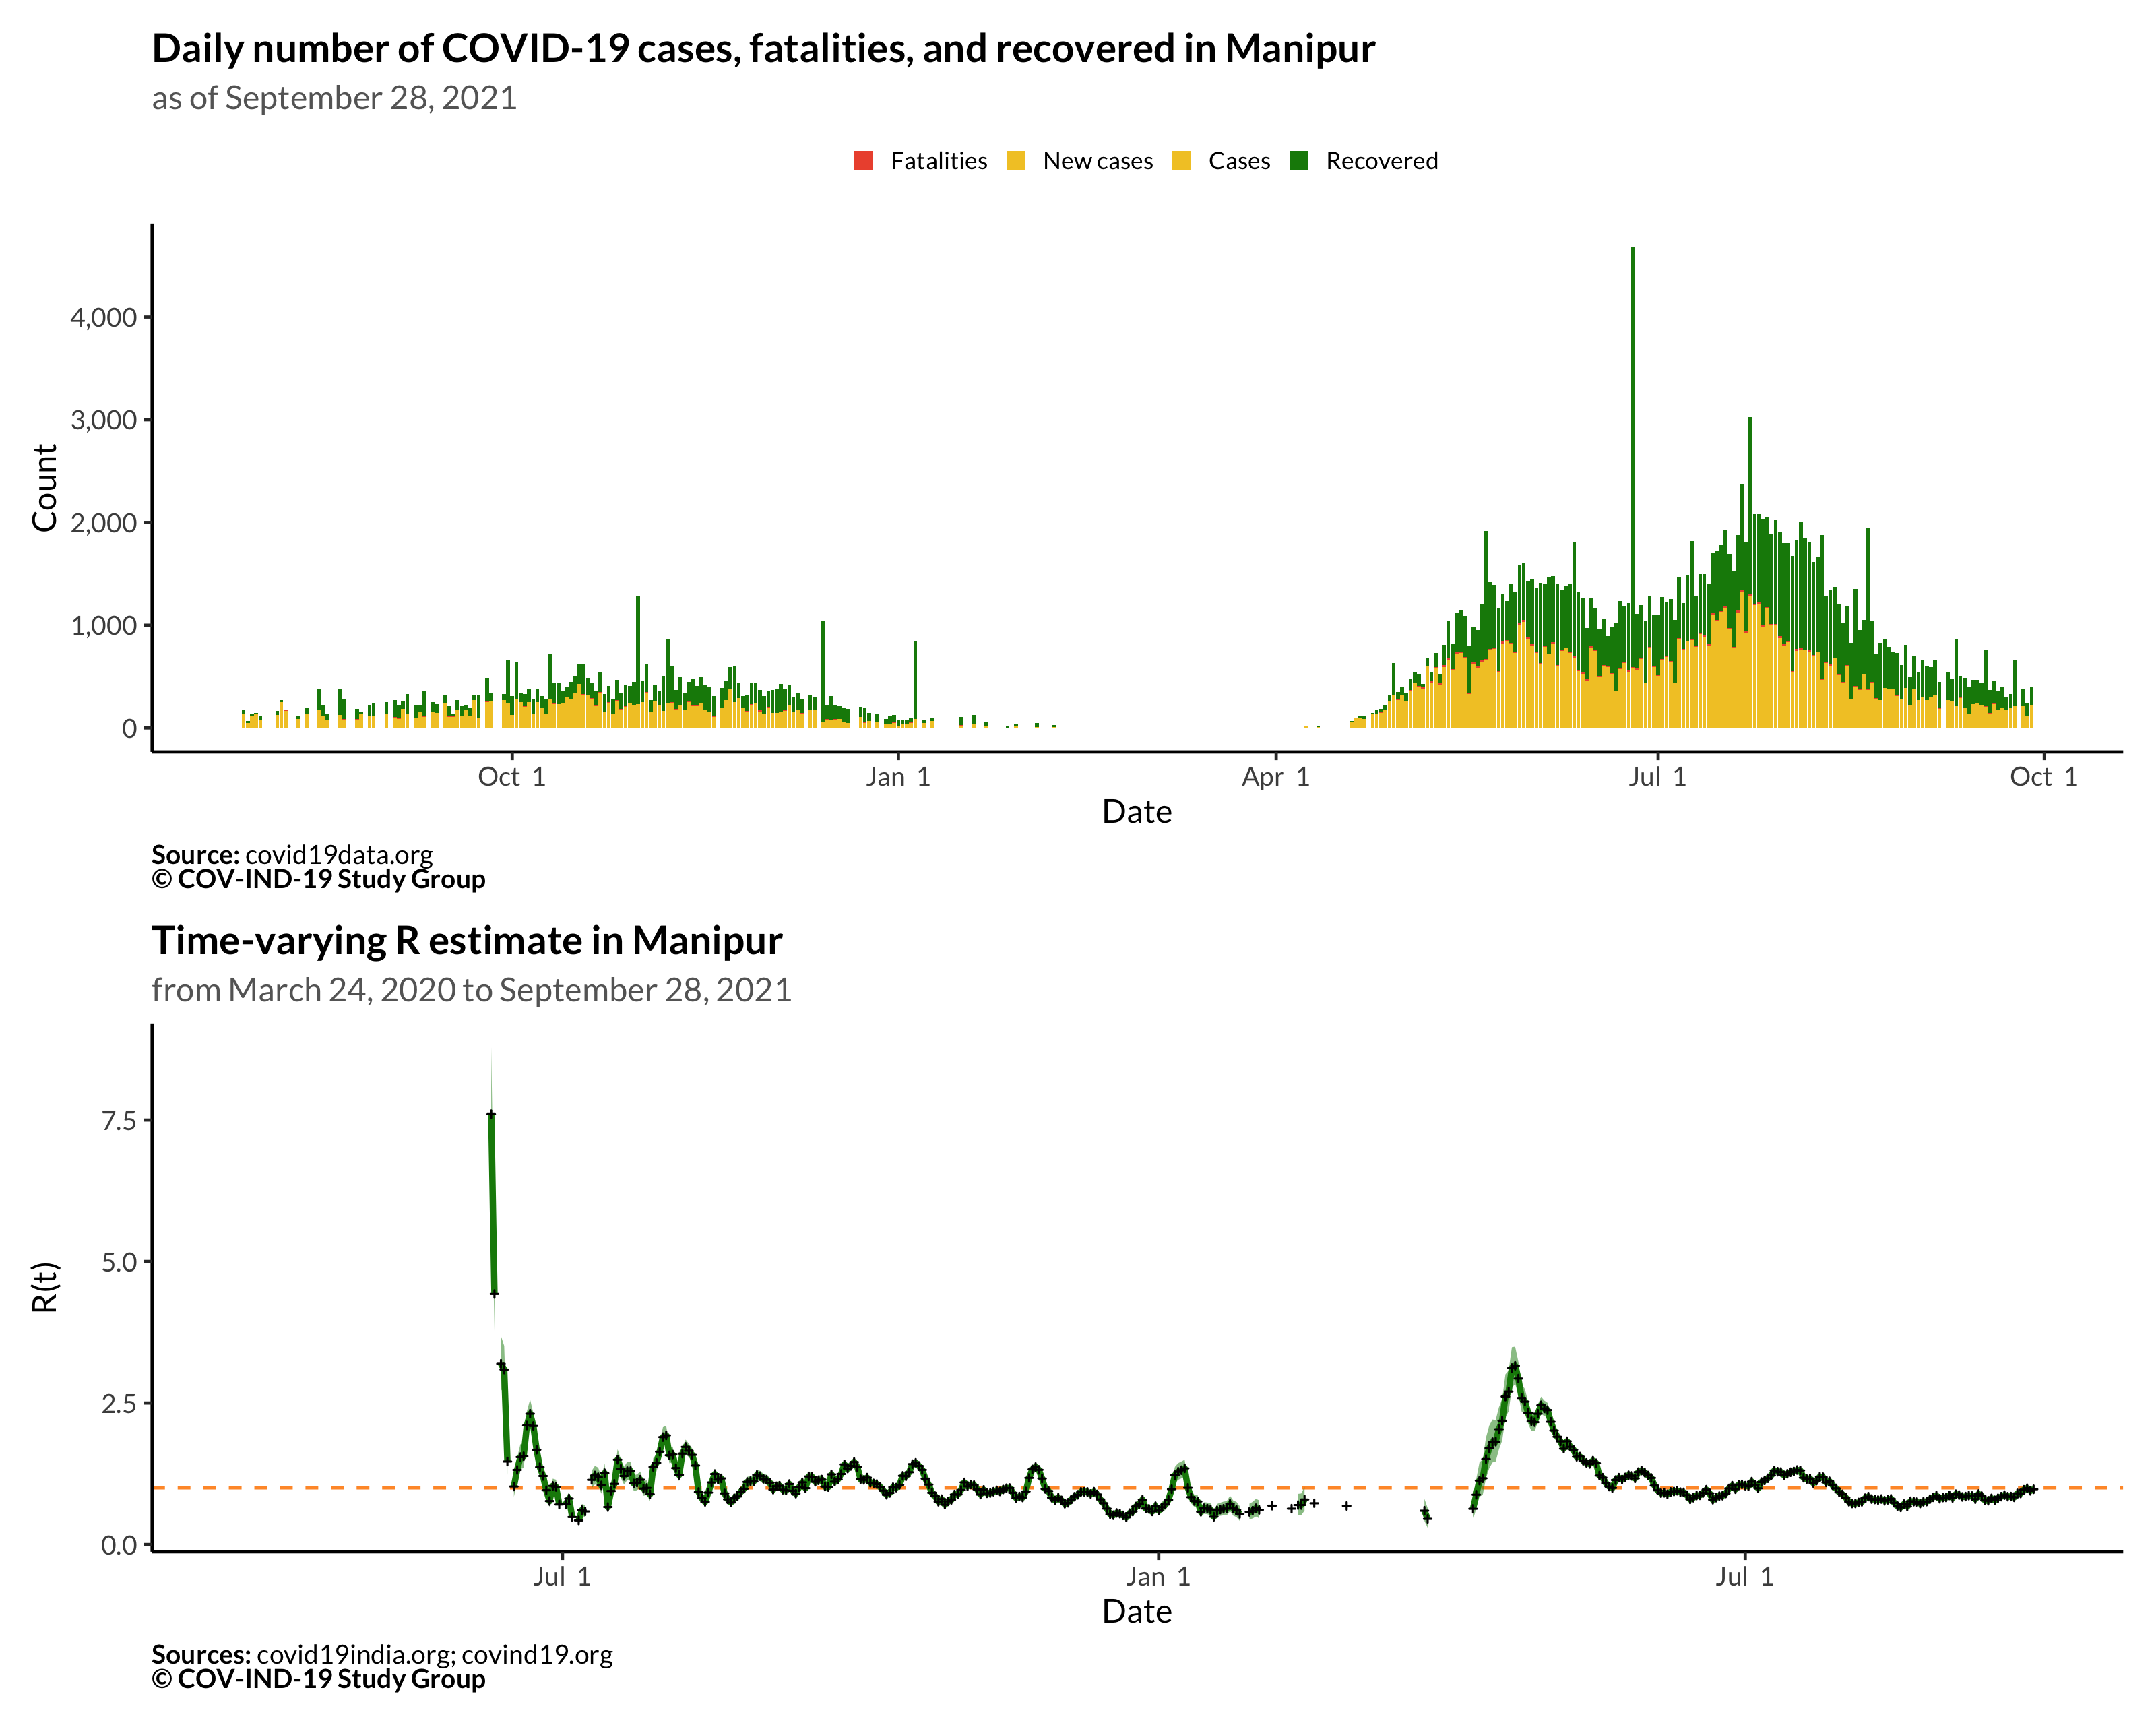 Daily number of COVID-19 cases, fatalities, and recovered in Manipur
as of September 28, 2021
Fatalities New cases Cases Recovered
4,000
3,000
2,000
1,000
0
Count
Oct 1 Jan 1 Apr 1 Jul 1 Oct 1
Date
Source: covid19data.org
© COV-IND-19 Study Group
Time-varying R estimate in Manipur
from March 24, 2020 to September 28, 2021
7.5
5.0
2.5
0.0
R(t)
Jul 1 Jan 1 Jul 1
Date
Sources: covid19india.org; covind19.org
© COV-IND-19 Study Group